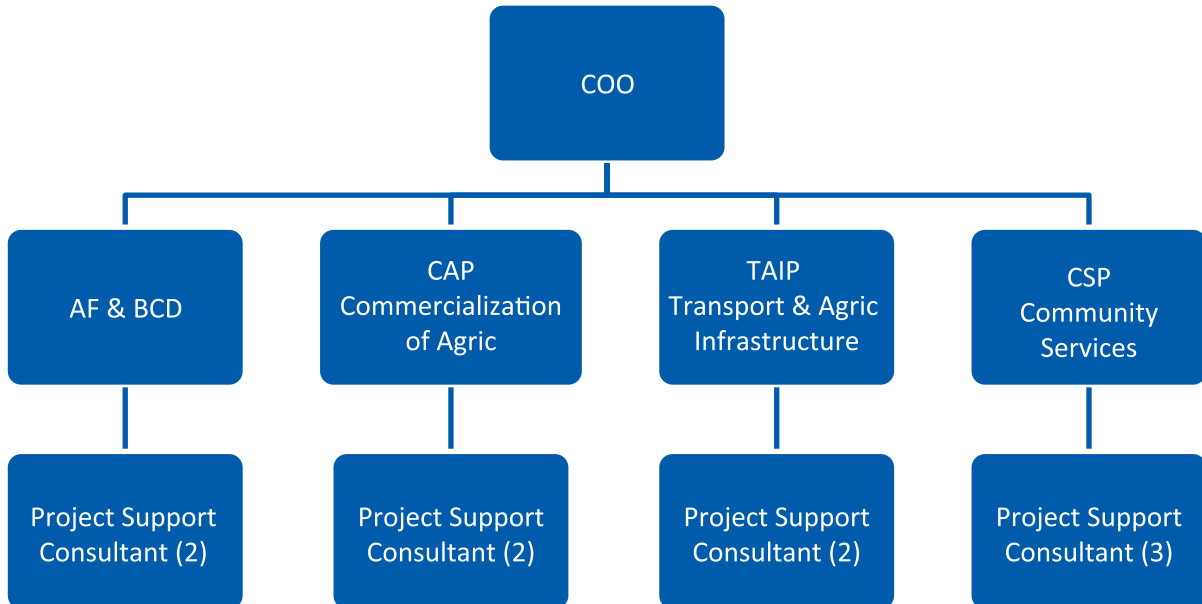 COO
AF & BCD
CAP
Commercialization
of Agric
TAIP
Transport & Agric
Infrastructure
CSP
Community
Services
Project Support
Consultant (2)
Project Support
Consultant (2)
Project Support
Consultant (2)
Project Support
Consultant (3)